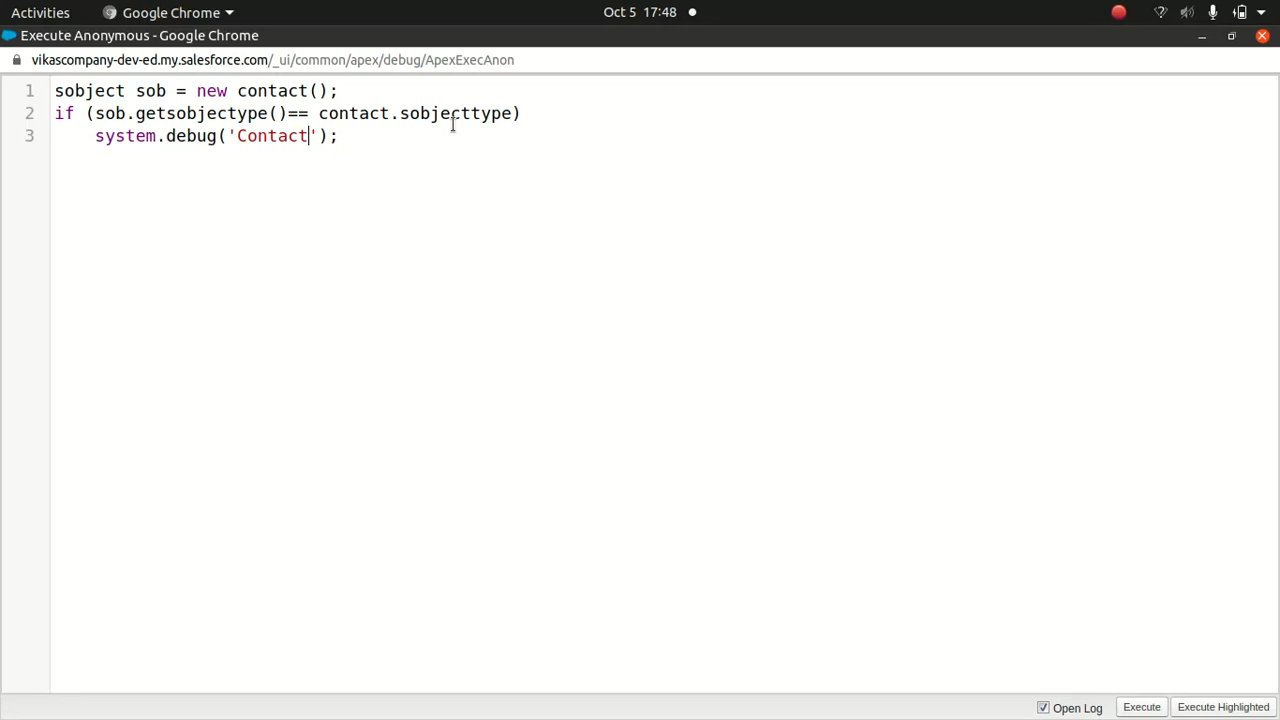 Activities Google Chrome Oct 5 17:48
Execute Anonymous - Google Chrome
vikascompany-dev-ed.my.salesforce.com/_ui/common/apex/debug/ApexExecAnon
1 sobject sob = new contact();
2 if (sob.getsobjectype()== contact.sobjecttype)
3 system.debug('Contact');
Open Log Execute Execute Highlighted